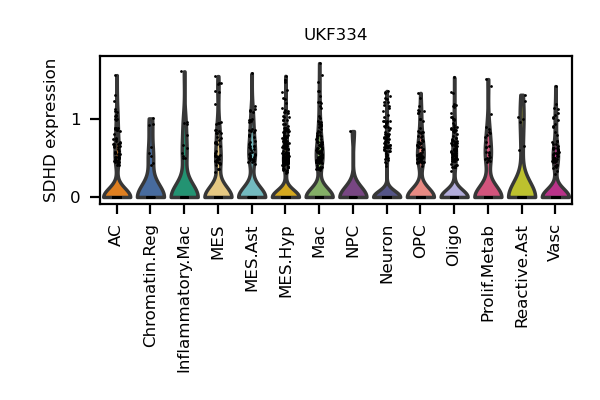 UKF334
SDHD expression
1
0
AC
Chromatin.Reg
Inflammatory.Mac
MES
MES.Ast
MES.Hyp
Mac
NPC
Neuron
OPC
Oligo
Prolif.Metab
Reactive.Ast
Vasc